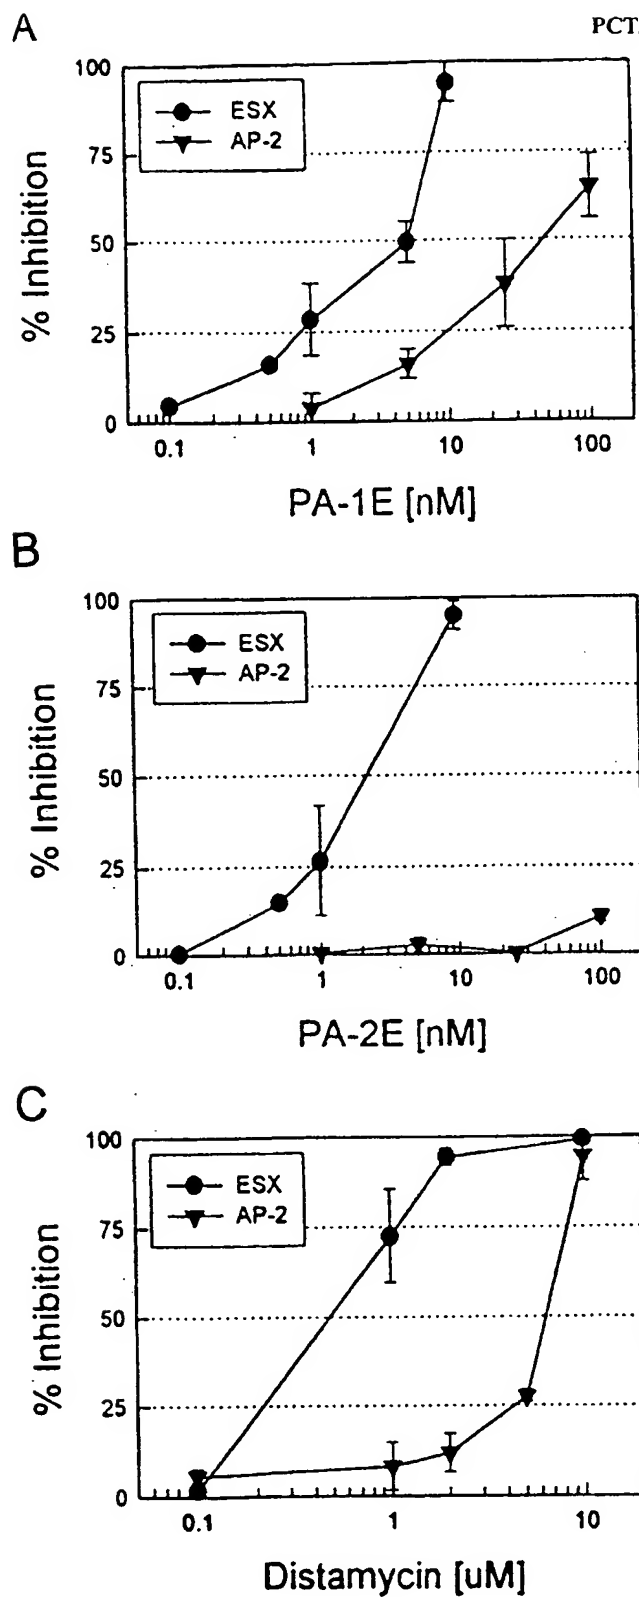 A
PCT
100
ESX
AP-2
75
50
25
0
% Inhibition
0.1 1 10 100
PA-1E [nM]
B
100
ESX
AP-2
75
50
25
0
% Inhibition
0.1 1 10 100
PA-2E [nM]
C
100
ESX
AP-2
75
50
25
0
% Inhibition
0.1 1 10
Distamycin [uM]